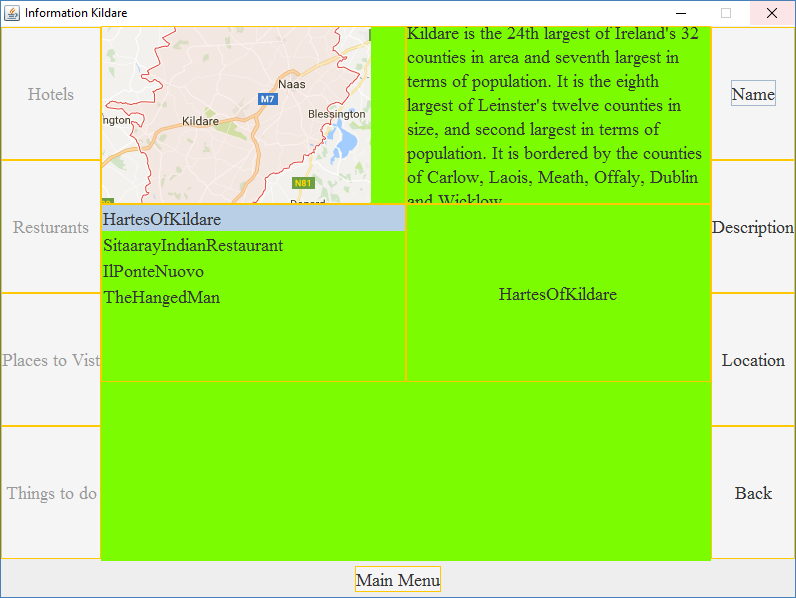 Information Kildare
Hotels
Resturants
Places to Vist
Things to do
Naas
M7
Blessington
Kildare
N81
Kildare is the 24th largest of Ireland's 32
counties in area and seventh largest in
terms of population. It is the eighth
largest of Leinster's twelve counties in
size, and second largest in terms of
population. It is bordered by the counties
of Carlow, Laois, Meath, Offaly, Dublin
and Wicklow
HartesOfKildare
SitaarayIndianRestaurant
IlPonteNuovo
TheHangedMan
HartesOfKildare
Name
Description
Location
Back
Main Menu